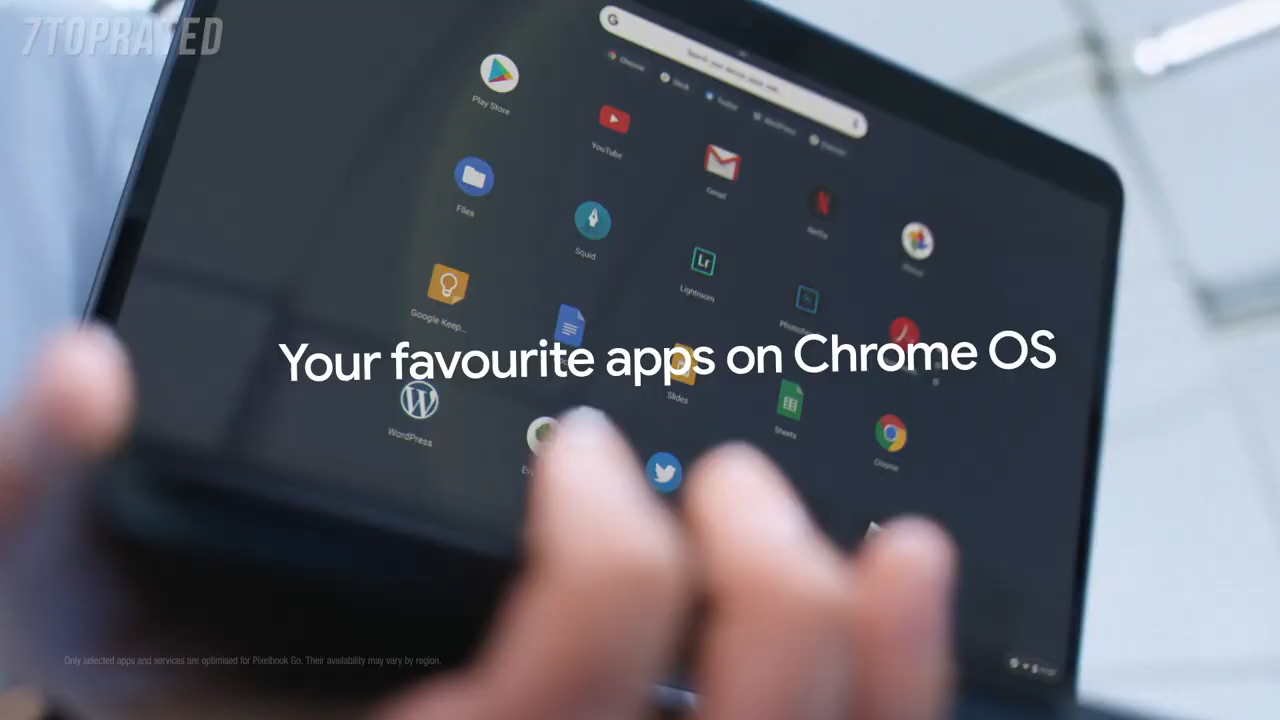 7TOPRATED
Play Store
YouTube
Gmail
Netflix
Files
Squid
Lightroom
Google Keep...
Your favourite apps on Chrome OS
Slides
Sheets
Chrome
WordPress
Only selected apps and services are optimised for Pixelbook Go. Their availability may vary by region.